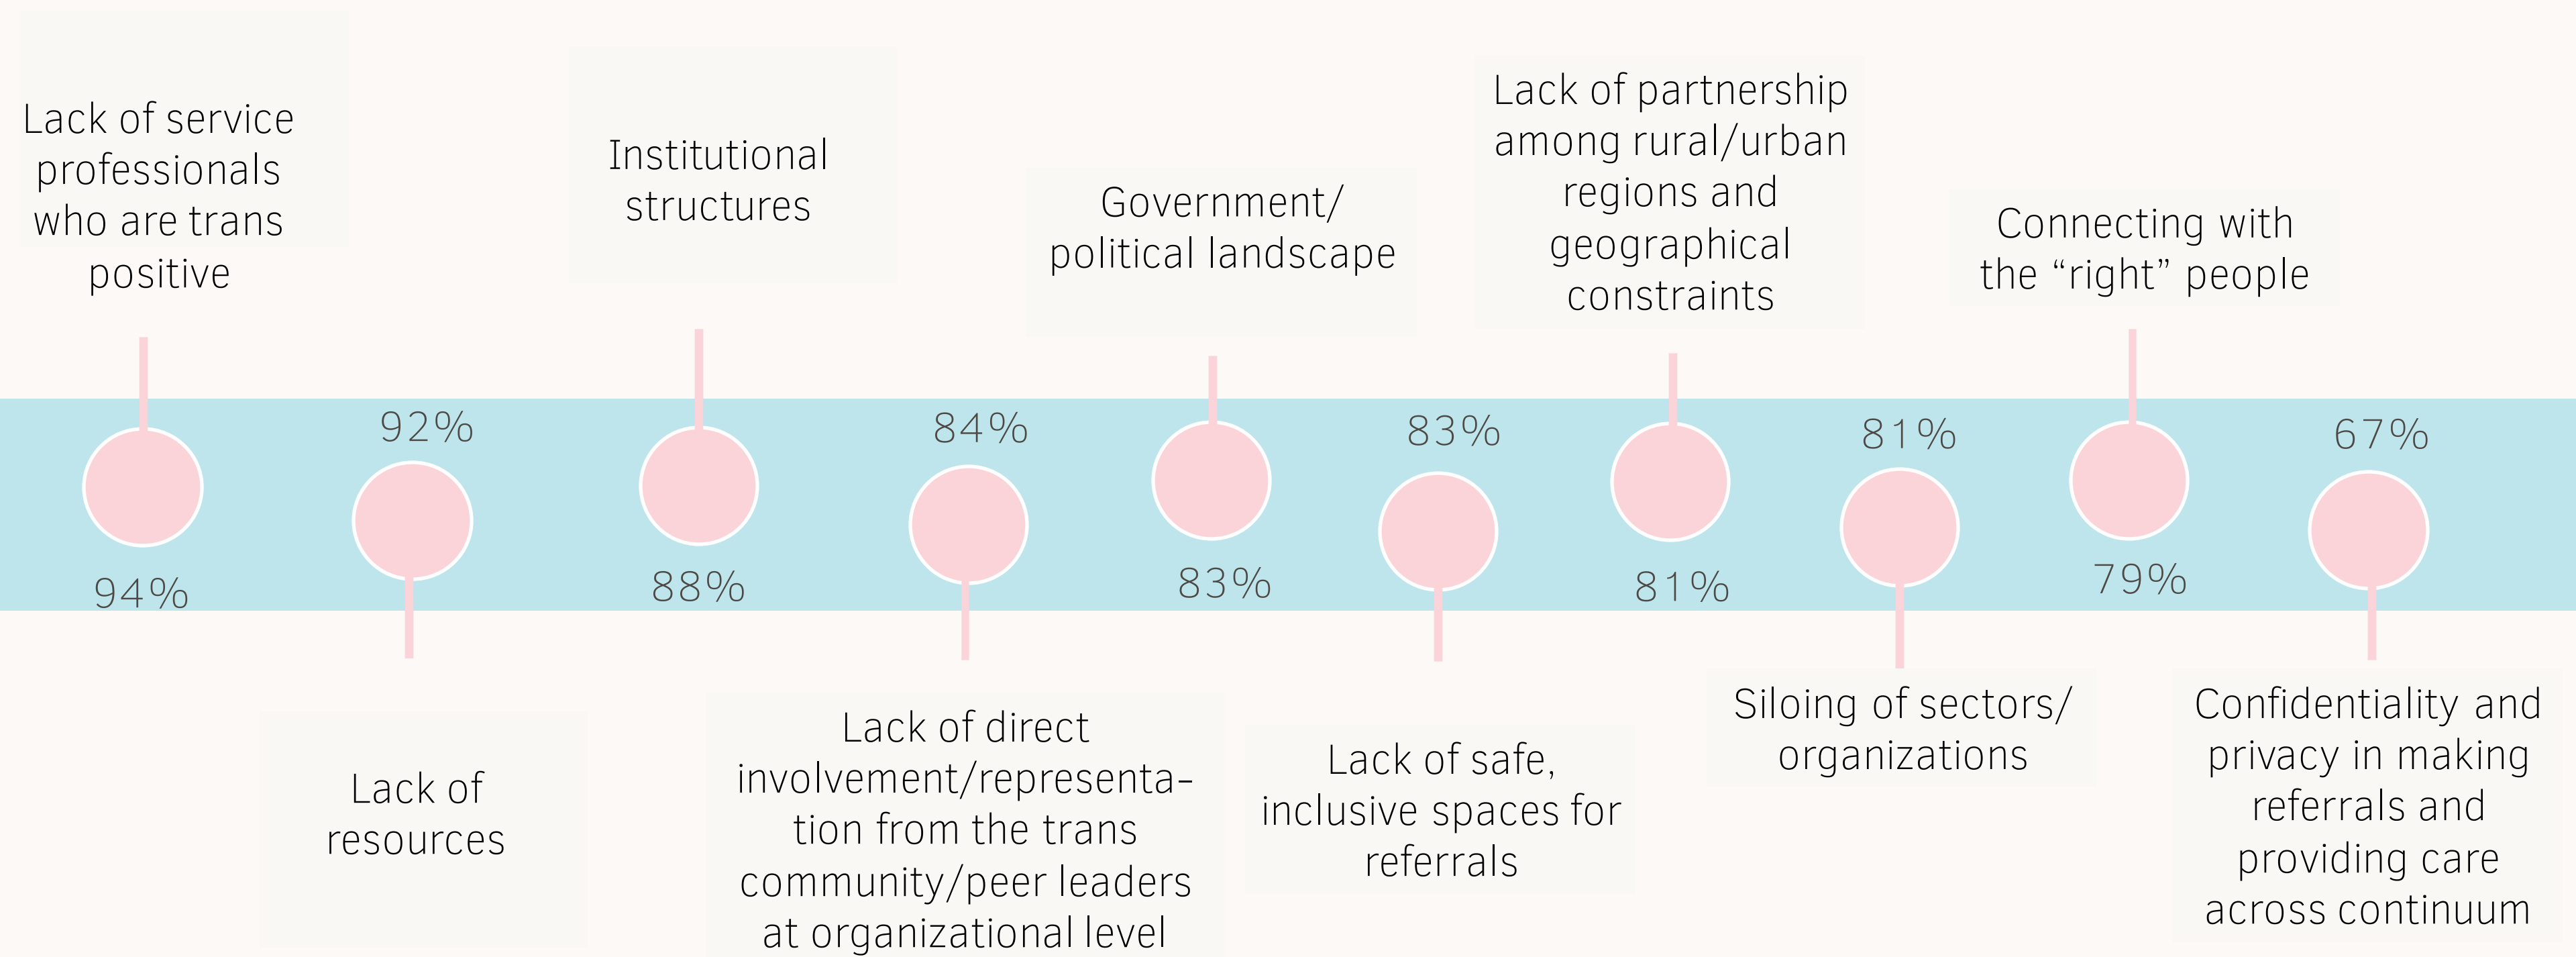 Lack of service
professionals
who are trans
positive
94%
92%
Lack of
resources
Institutional
structures
88%
84%
Lack of direct
involvement/representa-
tion from the trans
community/peer leaders
at organizational level
Government/
political landscape
83%
83%
Lack of safe,
inclusive spaces for
referrals
Lack of partnership
among rural/urban
regions and
geographical
constraints
81%
81%
Siloing of sectors/
organizations
Connecting with
the “right” people
79%
67%
Confidentiality and
privacy in making
referrals and
providing care
across continuum